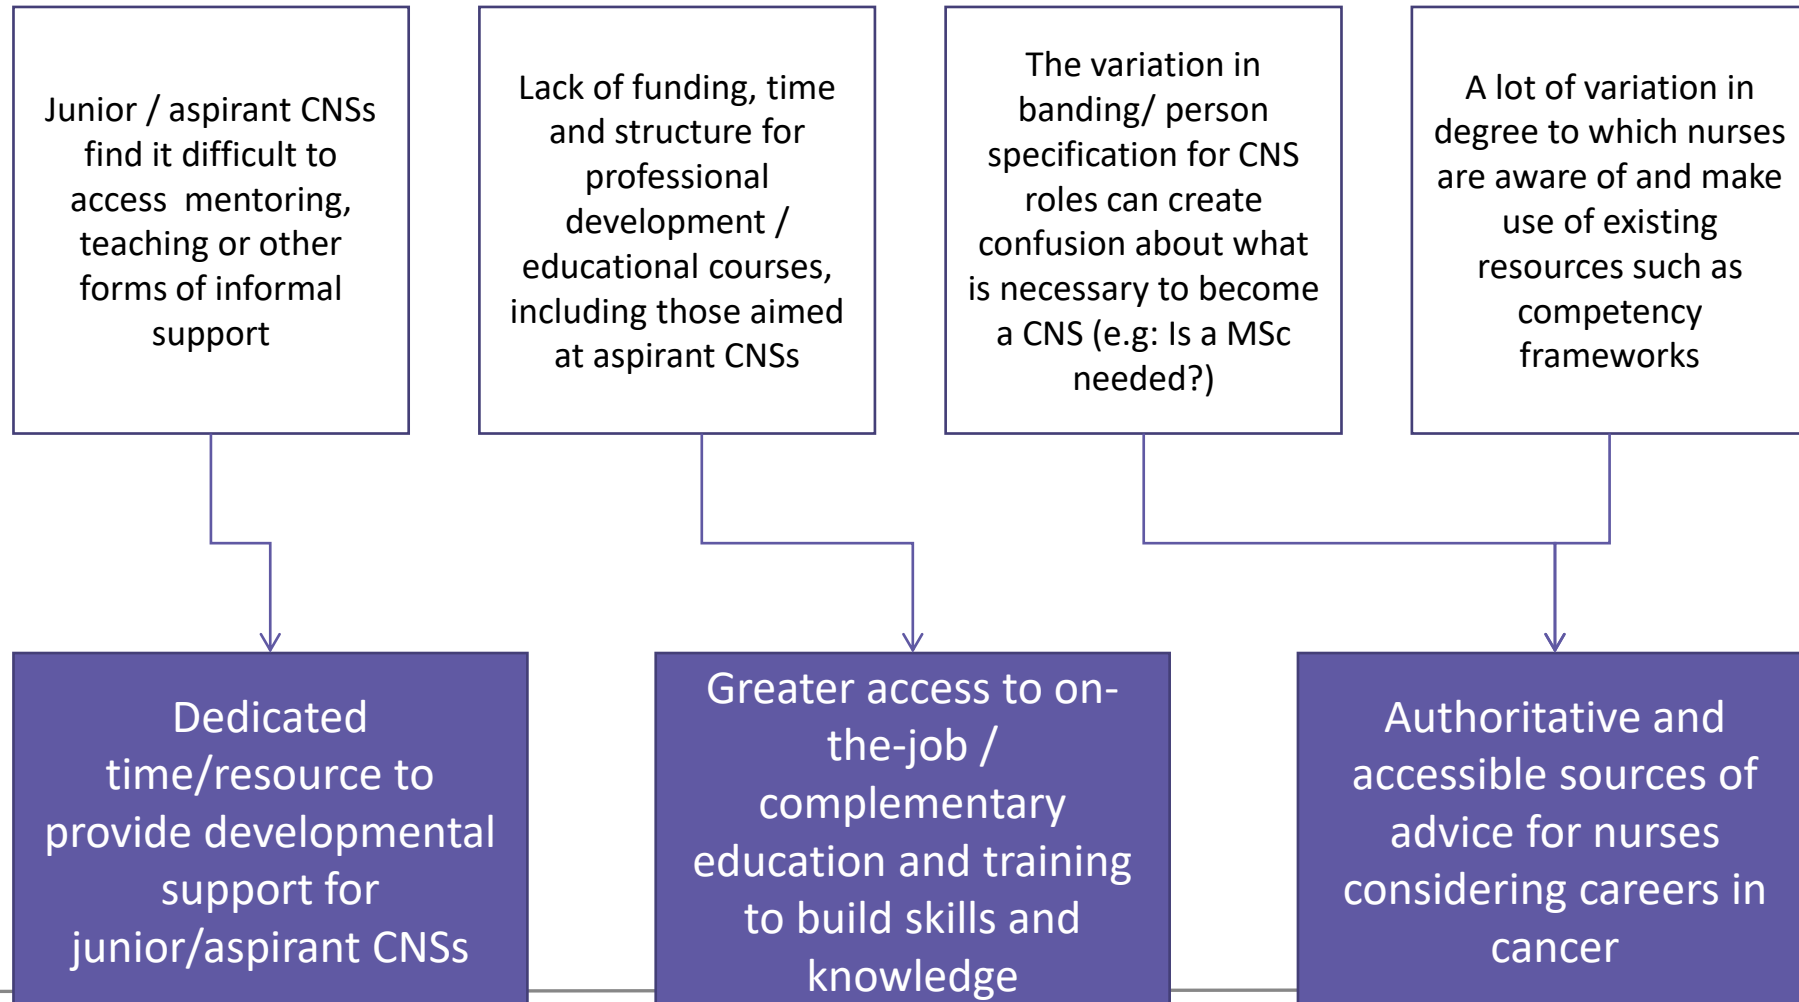 Junior / aspirant CNSs
find it difficult to
access  mentoring,
teaching or other
forms of informal
support
Lack of funding, time
and structure for
professional
development /
educational courses,
including those aimed
at aspirant CNSs
The variation in
banding/ person
specification for CNS
roles can create
confusion about what
is necessary to become
a CNS (e.g: Is a MSc
needed?)
A lot of variation in
degree to which nurses
are aware of and make
use of existing
resources such as
competency
frameworks
Dedicated
time/resource to
provide developmental
support for
junior/aspirant CNSs
Greater access to on-
the-job /
complementary
education and training
to build skills and
knowledge
Authoritative and
accessible sources of
advice for nurses
considering careers in
cancer